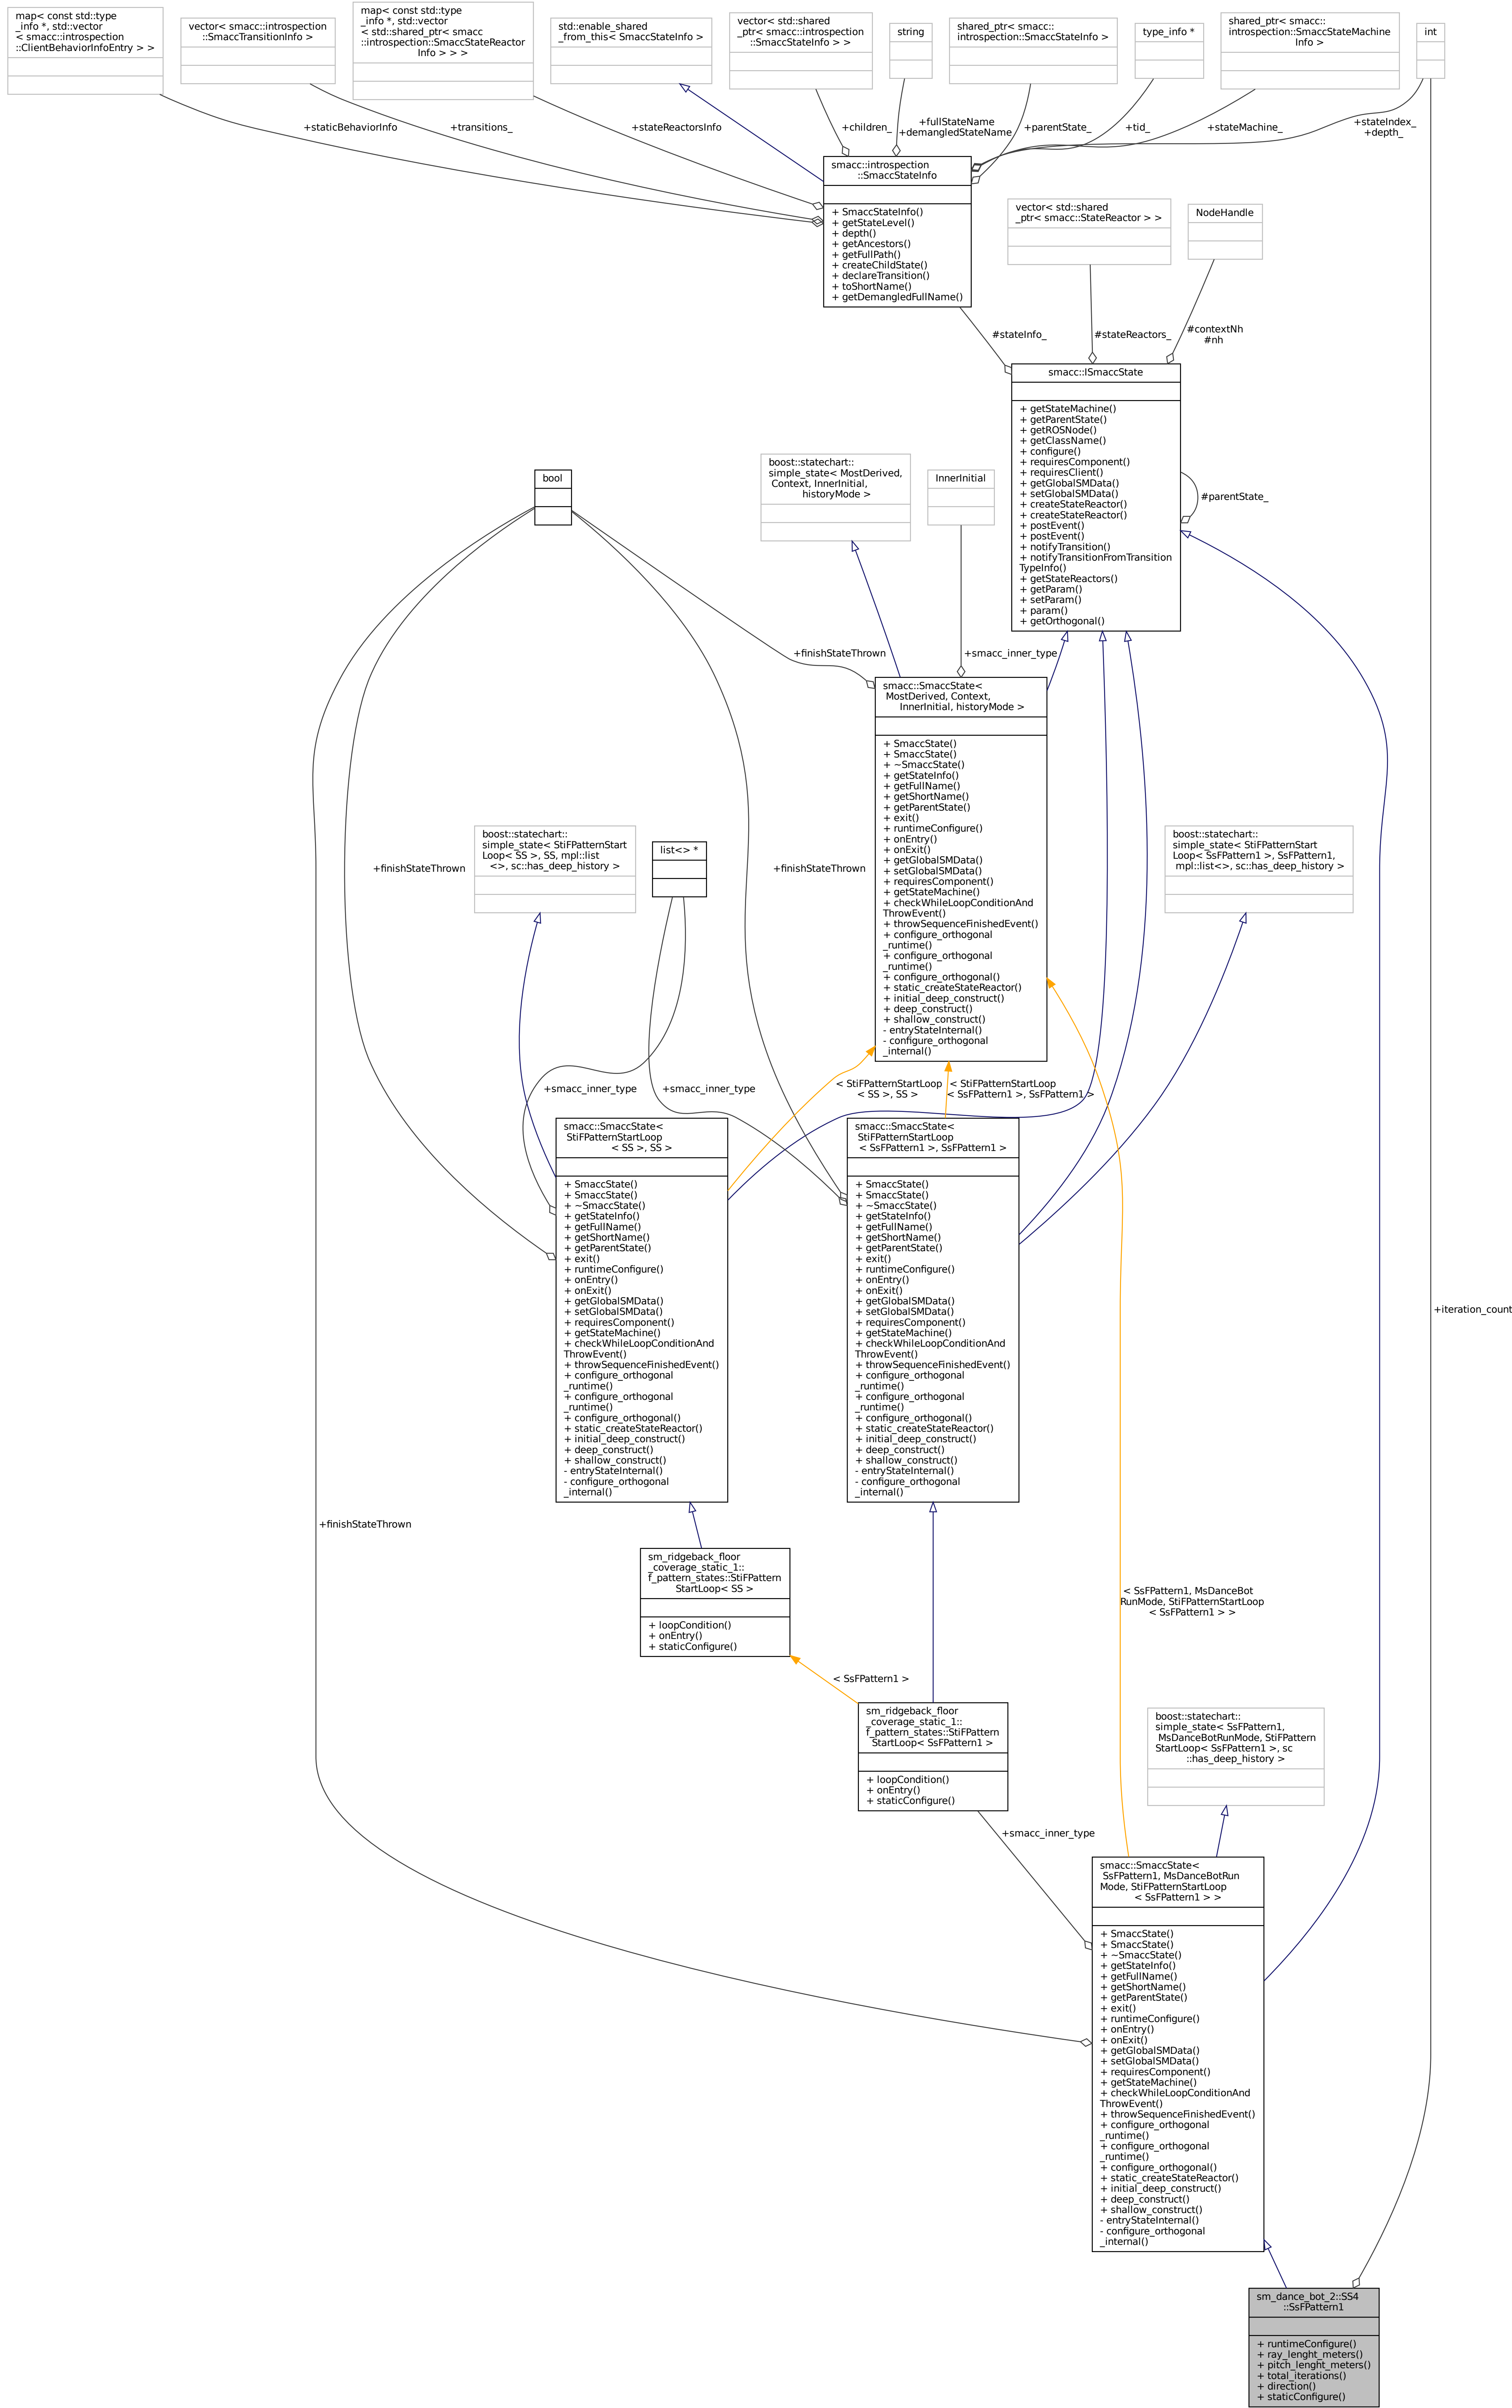 map< const std::type
_info *, std::vector
< smacc::introspection
::ClientBehaviorInfoEntry > >
vector< smacc::introspection
::SmaccTransitionInfo >
map< const std::type
_info *, std::vector
< std::shared_ptr< smacc
::introspection::SmaccStateReactor
Info > > >
std::enable_shared
_from_this< SmaccStateInfo >
vector< std::shared
_ptr< smacc::introspection
::SmaccStateInfo > >
string
shared_ptr< smacc::
introspection::SmaccStateInfo >
type_info *
shared_ptr< smacc::
introspection::SmaccStateMachine
Info >
int
+staticBehaviorInfo
+transitions_
+stateReactorsInfo
+children_
+fullStateName
+demangledStateName
+parentState_
+tid_
+stateMachine_
+stateIndex_
+depth_
smacc::introspection
::SmaccStateInfo
+ SmaccStateInfo()
+ getStateLevel()
+ depth()
+ getAncestors()
+ getFullPath()
+ createChildState()
+ declareTransition()
+ toShortName()
+ getDemangledFullName()
vector< std::shared
_ptr< smacc::StateReactor > >
NodeHandle
#stateInfo_
#stateReactors_
#contextNh
#nh
smacc::ISmaccState
+ getStateMachine()
+ getParentState()
+ getROSNode()
+ getClassName()
+ configure()
+ requiresComponent()
+ requiresClient()
+ getGlobalSMData()
+ setGlobalSMData()
+ createStateReactor()
+ createStateReactor()
+ postEvent()
+ postEvent()
+ notifyTransition()
+ notifyTransitionFromTransition
TypeInfo()
+ getStateReactors()
+ getParam()
+ setParam()
+ param()
+ getOrthogonal()
#parentState_
boost::statechart::
simple_state< MostDerived,
Context, InnerInitial,
historyMode >
InnerInitial
bool
+finishStateThrown
+smacc_inner_type
smacc::SmaccState<
MostDerived, Context,
InnerInitial, historyMode >
+ SmaccState()
+ SmaccState()
+ ~SmaccState()
+ getStateInfo()
+ getFullName()
+ getShortName()
+ getParentState()
+ exit()
+ runtimeConfigure()
+ onEntry()
+ onExit()
+ getGlobalSMData()
+ setGlobalSMData()
+ requiresComponent()
+ getStateMachine()
+ checkWhileLoopConditionAnd
ThrowEvent()
+ throwSequenceFinishedEvent()
+ configure_orthogonal
_runtime()
+ configure_orthogonal
_runtime()
+ configure_orthogonal()
+ static_createStateReactor()
+ initial_deep_construct()
+ deep_construct()
+ shallow_construct()
- entryStateInternal()
- configure_orthogonal
_internal()
boost::statechart::
simple_state< StiFPatternStart
Loop< SS >, SS, mpl::list
<>, sc::has_deep_history >
list<> *
boost::statechart::
simple_state< StiFPatternStart
Loop< SsFPattern1 >, SsFPattern1,
mpl::list<>, sc::has_deep_history >
+finishStateThrown
+finishStateThrown
+smacc_inner_type
+smacc_inner_type
< StiFPatternStartLoop
< SS >, SS >
< StiFPatternStartLoop
< SsFPattern1 >, SsFPattern1 >
smacc::SmaccState<
StiFPatternStartLoop
< SS >, SS >
+ SmaccState()
+ SmaccState()
+ ~SmaccState()
+ getStateInfo()
+ getFullName()
+ getShortName()
+ getParentState()
+ exit()
+ runtimeConfigure()
+ onEntry()
+ onExit()
+ getGlobalSMData()
+ setGlobalSMData()
+ requiresComponent()
+ getStateMachine()
+ checkWhileLoopConditionAnd
ThrowEvent()
+ throwSequenceFinishedEvent()
+ configure_orthogonal
_runtime()
+ configure_orthogonal
_runtime()
+ configure_orthogonal()
+ static_createStateReactor()
+ initial_deep_construct()
+ deep_construct()
+ shallow_construct()
- entryStateInternal()
- configure_orthogonal
_internal()
smacc::SmaccState<
StiFPatternStartLoop
< SsFPattern1 >, SsFPattern1 >
+ SmaccState()
+ SmaccState()
+ ~SmaccState()
+ getStateInfo()
+ getFullName()
+ getShortName()
+ getParentState()
+ exit()
+ runtimeConfigure()
+ onEntry()
+ onExit()
+ getGlobalSMData()
+ setGlobalSMData()
+ requiresComponent()
+ getStateMachine()
+ checkWhileLoopConditionAnd
ThrowEvent()
+ throwSequenceFinishedEvent()
+ configure_orthogonal
_runtime()
+ configure_orthogonal
_runtime()
+ configure_orthogonal()
+ static_createStateReactor()
+ initial_deep_construct()
+ deep_construct()
+ shallow_construct()
- entryStateInternal()
- configure_orthogonal
_internal()
+iteration_count
+finishStateThrown
sm_ridgeback_floor
_coverage_static_1::
f_pattern_states::StiFPattern
StartLoop< SS >
+ loopCondition()
+ onEntry()
+ staticConfigure()
< SsFPattern1, MsDanceBot
RunMode, StiFPatternStartLoop
< SsFPattern1 > >
< SsFPattern1 >
sm_ridgeback_floor
_coverage_static_1::
f_pattern_states::StiFPattern
StartLoop< SsFPattern1 >
+ loopCondition()
+ onEntry()
+ staticConfigure()
boost::statechart::
simple_state< SsFPattern1,
MsDanceBotRunMode, StiFPattern
StartLoop< SsFPattern1 >, sc
::has_deep_history >
+smacc_inner_type
smacc::SmaccState<
SsFPattern1, MsDanceBotRun
Mode, StiFPatternStartLoop
< SsFPattern1 > >
+ SmaccState()
+ SmaccState()
+ ~SmaccState()
+ getStateInfo()
+ getFullName()
+ getShortName()
+ getParentState()
+ exit()
+ runtimeConfigure()
+ onEntry()
+ onExit()
+ getGlobalSMData()
+ setGlobalSMData()
+ requiresComponent()
+ getStateMachine()
+ checkWhileLoopConditionAnd
ThrowEvent()
+ throwSequenceFinishedEvent()
+ configure_orthogonal
_runtime()
+ configure_orthogonal
_runtime()
+ configure_orthogonal()
+ static_createStateReactor()
+ initial_deep_construct()
+ deep_construct()
+ shallow_construct()
- entryStateInternal()
- configure_orthogonal
_internal()
sm_dance_bot_2::SS4
::SsFPattern1
+ runtimeConfigure()
+ ray_lenght_meters()
+ pitch_lenght_meters()
+ total_iterations()
+ direction()
+ staticConfigure()